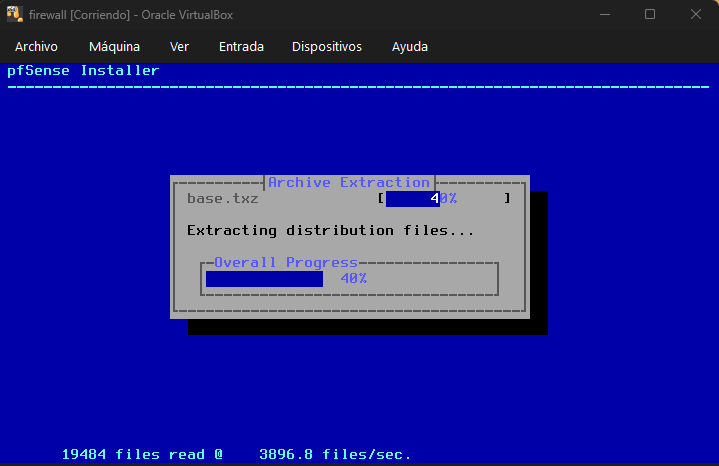 firewall [Corriendo] - Oracle VirtualBox
Archivo Máquina Ver Entrada Dispositivos Ayuda
pfSense Installer
Archive Extraction
base.txz [ 40% ]
Extracting distribution files...
Overall Progress
40%
19484 files read @ 3896.8 files/sec.